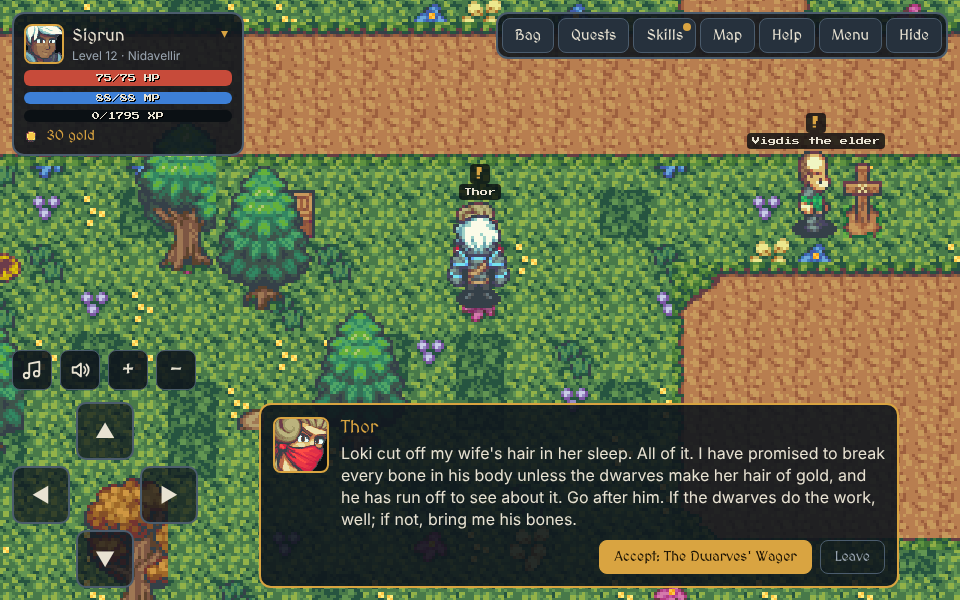 Sigrun
Level 12 · Nidavellir
75/75 HP
88/88 MP
0/1795 XP
30 gold
Bag
Quests
Skills
Map
Help
Menu
Hide
!
Vigdis the elder
!
Thor
+
−
Thor
Loki cut off my wife's hair in her sleep. All of it. I have promised to break
every bone in his body unless the dwarves make her hair of gold, and
he has run off to see about it. Go after him. If the dwarves do the work,
well; if not, bring me his bones.
Accept: The Dwarves' Wager
Leave